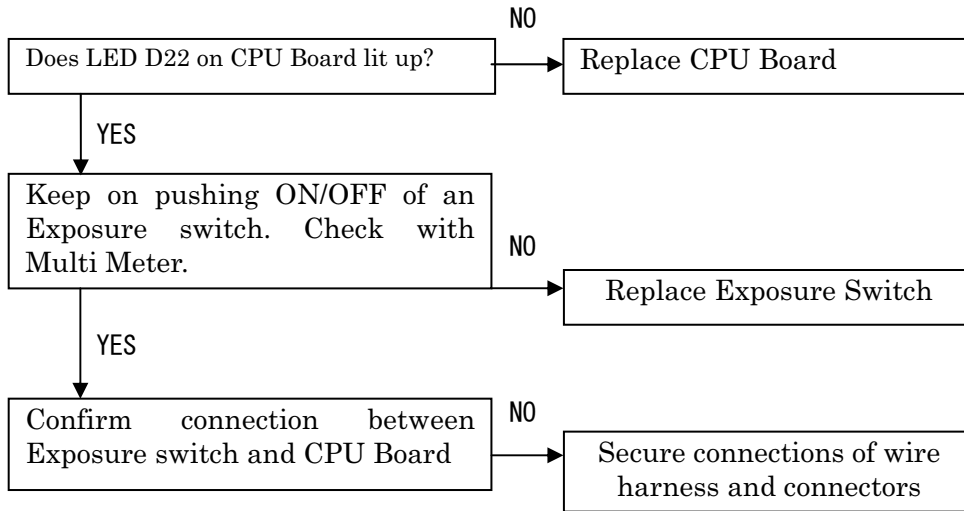 NO
Does LED D22 on CPU Board lit up?
Replace CPU Board
YES
Keep on pushing ON/OFF of an
Exposure switch. Check with
Multi Meter.
NO
Replace Exposure Switch
YES
Confirm connection between
Exposure switch and CPU Board
NO
Secure connections of wire
harness and connectors